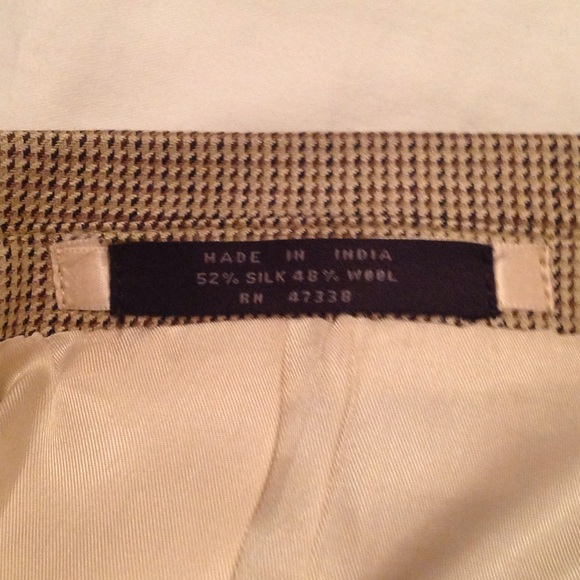 MADE IN INDIA
52% SILK 48% WOOL
RN 47338